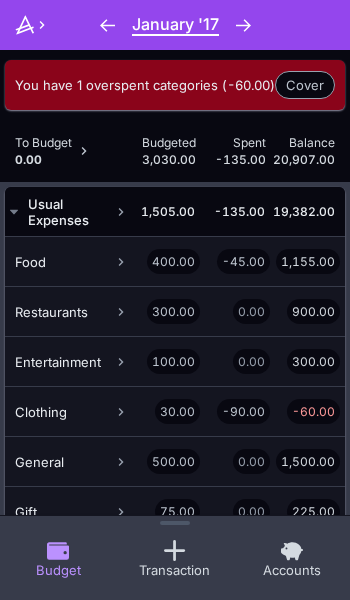 January '17
You have 1 overspent categories (-60.00) Cover
To Budget Budgeted Spent Balance
0.00 3,030.00 -135.00 20,907.00
Usual Expenses 1,505.00 -135.00 19,382.00
Food 400.00 -45.00 1,155.00
Restaurants 300.00 0.00 900.00
Entertainment 100.00 0.00 300.00
Clothing 30.00 -90.00 -60.00
General 500.00 0.00 1,500.00
Gift 75.00 0.00 225.00
Budget Transaction Accounts